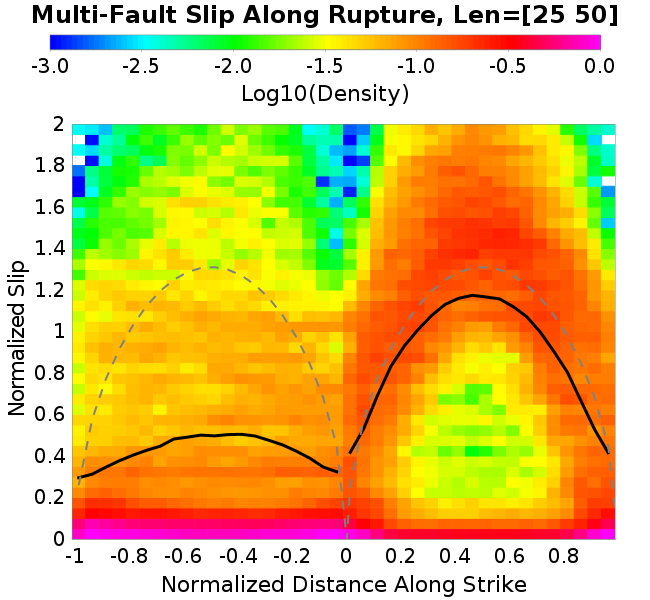 Multi-Fault Slip Along Rupture, Len=[25 50]
-3.0 -2.5 -2.0 -1.5 -1.0 -0.5 0.0
Log10(Density)
2
1.8
1.6
1.4
1.2
1
0.8
0.6
0.4
0.2
0
Normalized Slip
-1 -0.8 -0.6 -0.4 -0.2 0 0.2 0.4 0.6 0.8
Normalized Distance Along Strike